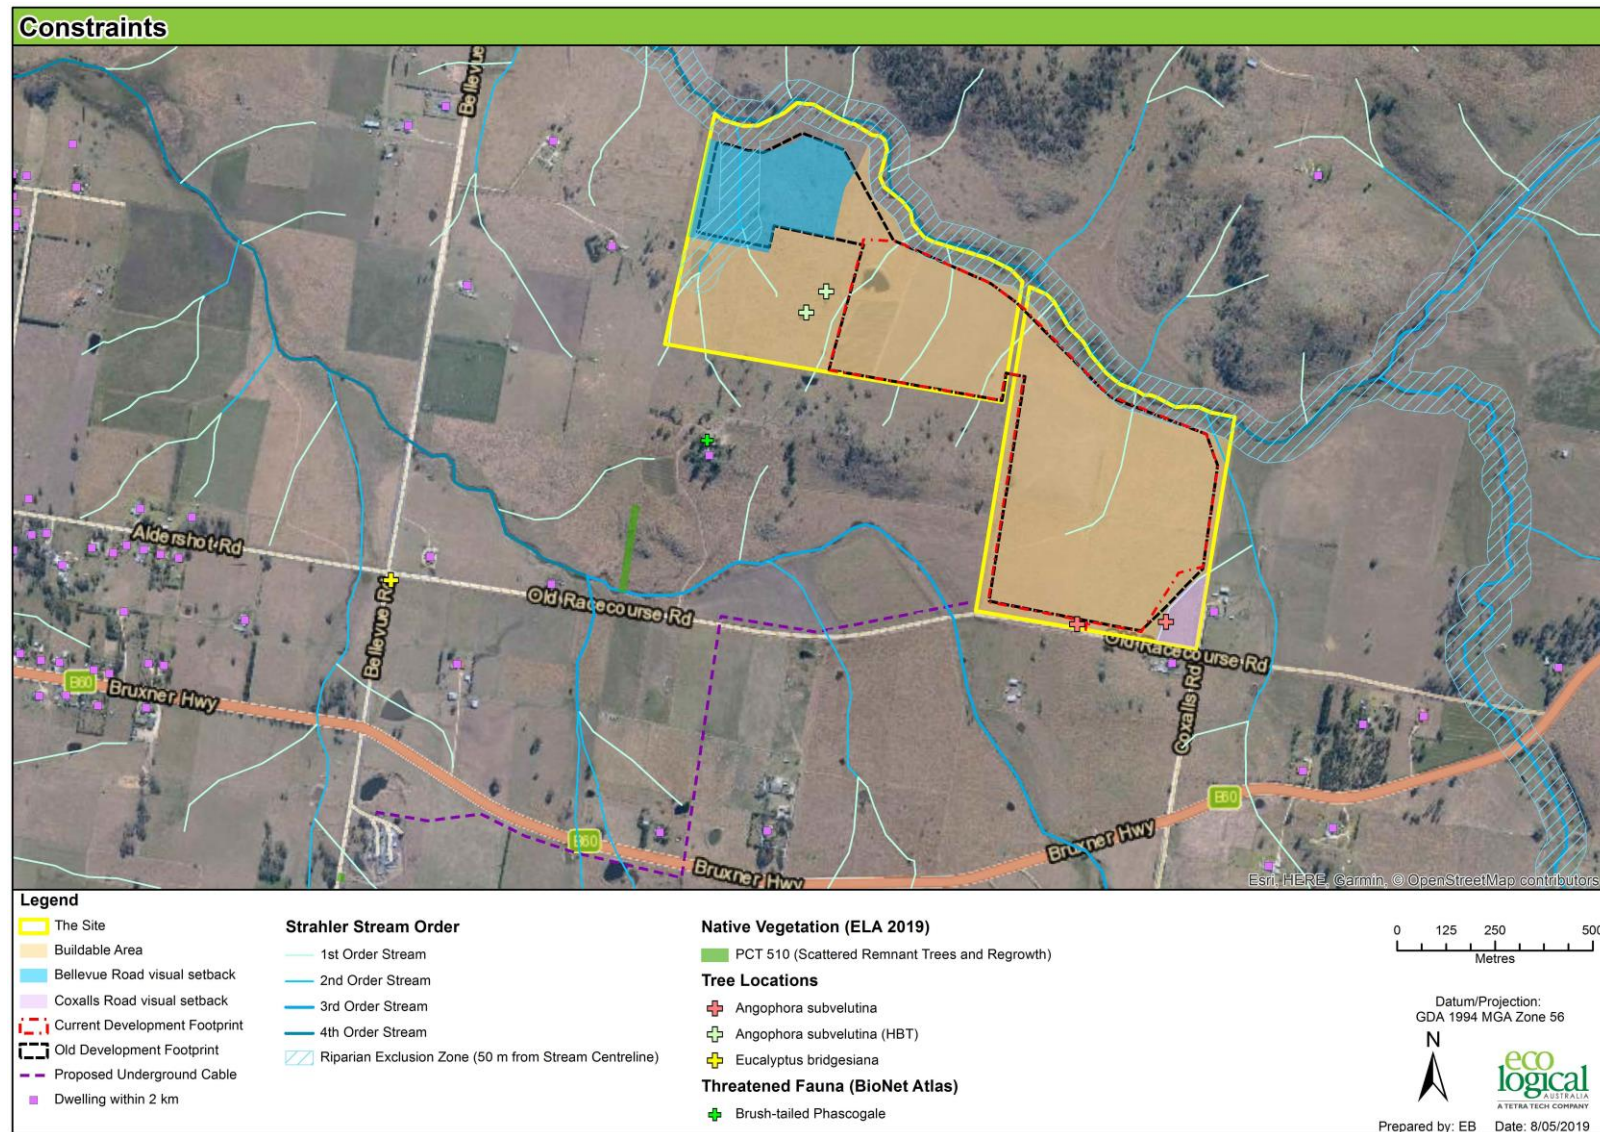 Constraints
Bellevue
Aldershot Rd
Bellevue R
Old Racecourse Rd
B60
Bruxner Hwy
Old Racecourse Rd
Coxalls Rd
B60
B60
Bruxner Hwy
Bruxner Hwy
Esri, HERE, Garmin, © OpenStreetMap contributors
Legend
The Site
Buildable Area
Bellevue Road visual setback
Coxalls Road visual setback
Current Development Footprint
Old Development Footprint
Proposed Underground Cable
Dwelling within 2 km
Strahler Stream Order
1st Order Stream
2nd Order Stream
3rd Order Stream
4th Order Stream
Riparian Exclusion Zone (50 m from Stream Centreline)
Native Vegetation (ELA 2019)
PCT 510 (Scattered Remnant Trees and Regrowth)
Tree Locations
Angophora subvelutina
Angophora subvelutina (HBT)
Eucalyptus bridgesiana
Threatened Fauna (BioNet Atlas)
Brush-tailed Phascogale
0 125 250 500
Metres
Datum/Projection:
GDA 1994 MGA Zone 56
N
eco
logical
AUSTRALIA
A TETRA TECH COMPANY
Prepared by: EB Date: 8/05/2019